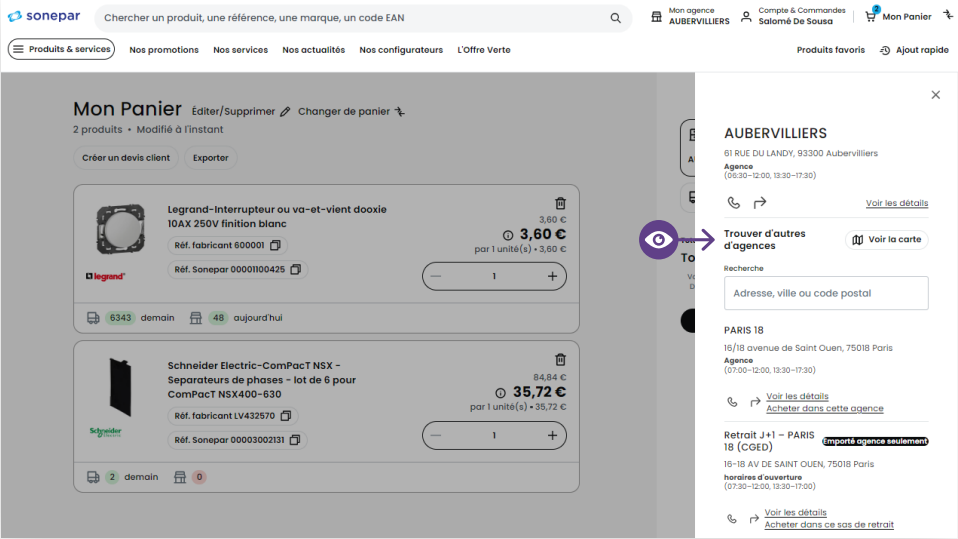 sonepar
Chercher un produit, une référence, une marque, un code EAN
Mon agence
AUBERVILLIERS
Compte & Commandes
Salomé De Sousa
2
Mon Panier
Produits & services
Nos promotions
Nos services
Nos actualités
Nos configurateurs
L'Offre Verte
Produits favoris
Ajout rapide
Mon Panier
Éditer/Supprimer
Changer de panier
2 produits • Modifié à l'instant
Créer un devis client
Exporter
Legrand-Interrupteur ou va-et-vient dooxie
10AX 250V finition blanc
Réf. fabricant 600001
Réf. Sonepar 00001100425
legrand
3,60 €
3,60 €
par 1 unité(s) • 3,60 €
1
6343 demain
48 aujourd'hui
Schneider Electric-ComPacT NSX -
Separateurs de phases - lot de 6 pour
ComPacT NSX400-630
Réf. fabricant LV432570
Réf. Sonepar 00003002131
Schneider
Electric
84,84 €
35,72 €
par 1 unité(s) • 35,72 €
1
2 demain
0
To
AUBERVILLIERS
61 RUE DU LANDY, 93300 Aubervilliers
Agence
(06:30–12:00, 13:30–17:30)
Voir les détails
Trouver d'autres
d'agences
Voir la carte
Recherche
Adresse, ville ou code postal
PARIS 18
16/18 avenue de Saint Ouen, 75018 Paris
Agence
(07:00–12:00, 13:30–17:30)
Voir les détails
Acheter dans cette agence
Retrait J+1 – PARIS
18 (CGED)
Emporté agence seulement
16-18 AV DE SAINT OUEN, 75018 Paris
horaires d'ouverture
(07:30–12:00, 13:30–17:00)
Voir les détails
Acheter dans ce sas de retrait